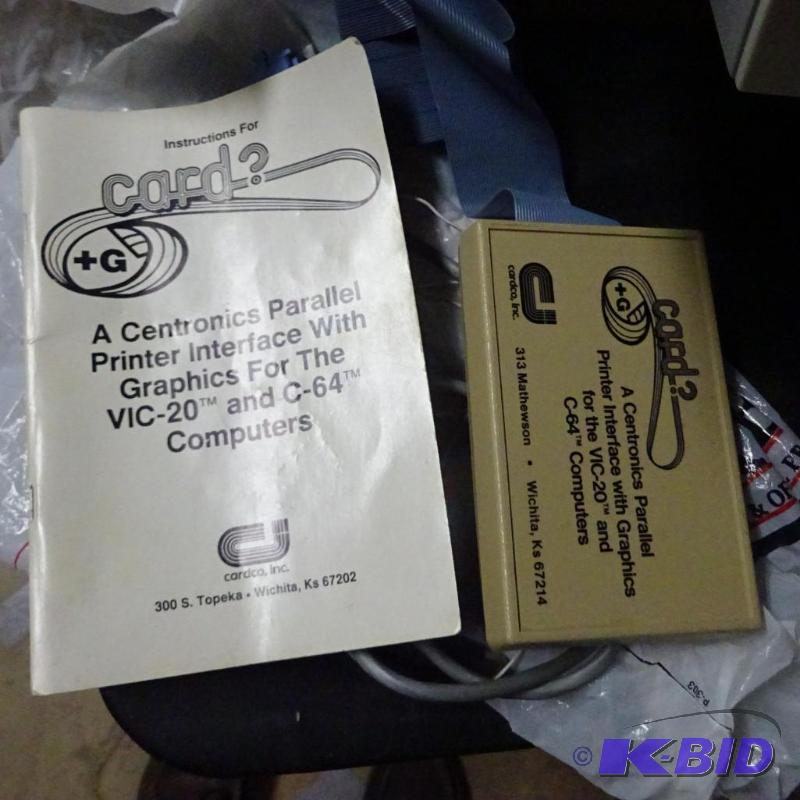 Instructions For
card?
+G
A Centronics Parallel
Printer Interface With
Graphics For The
VIC-20™ and C-64™
Computers
cardco, inc.
300 S. Topeka • Wichita, Ks 67202
card?
+G
A Centronics Parallel
Printer Interface with Graphics
for the VIC-20™ and
C-64™ Computers
cardco, inc.
313 Mathewson • Wichita, Ks 67214
P-303
© K-BID